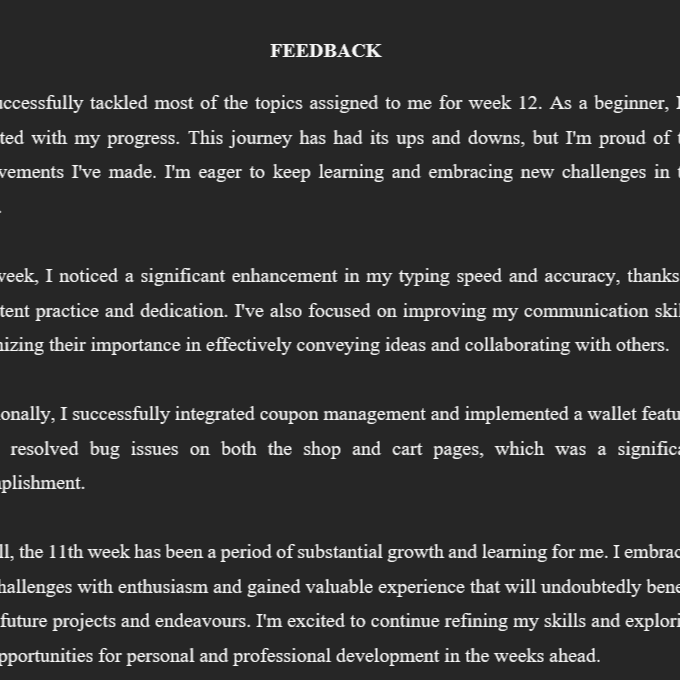 FEEDBACK
uccessfully tackled most of the topics assigned to me for week 12. As a beginner, I
ted with my progress. This journey has had its ups and downs, but I'm proud of t
vements I've made. I'm eager to keep learning and embracing new challenges in t
.
week, I noticed a significant enhancement in my typing speed and accuracy, thanks
tent practice and dedication. I've also focused on improving my communication skil
nizing their importance in effectively conveying ideas and collaborating with others.
onally, I successfully integrated coupon management and implemented a wallet featu
resolved bug issues on both the shop and cart pages, which was a significa
plishment.
ll, the 11th week has been a period of substantial growth and learning for me. I embrac
hallenges with enthusiasm and gained valuable experience that will undoubtedly bene
future projects and endeavours. I'm excited to continue refining my skills and explori
pportunities for personal and professional development in the weeks ahead.